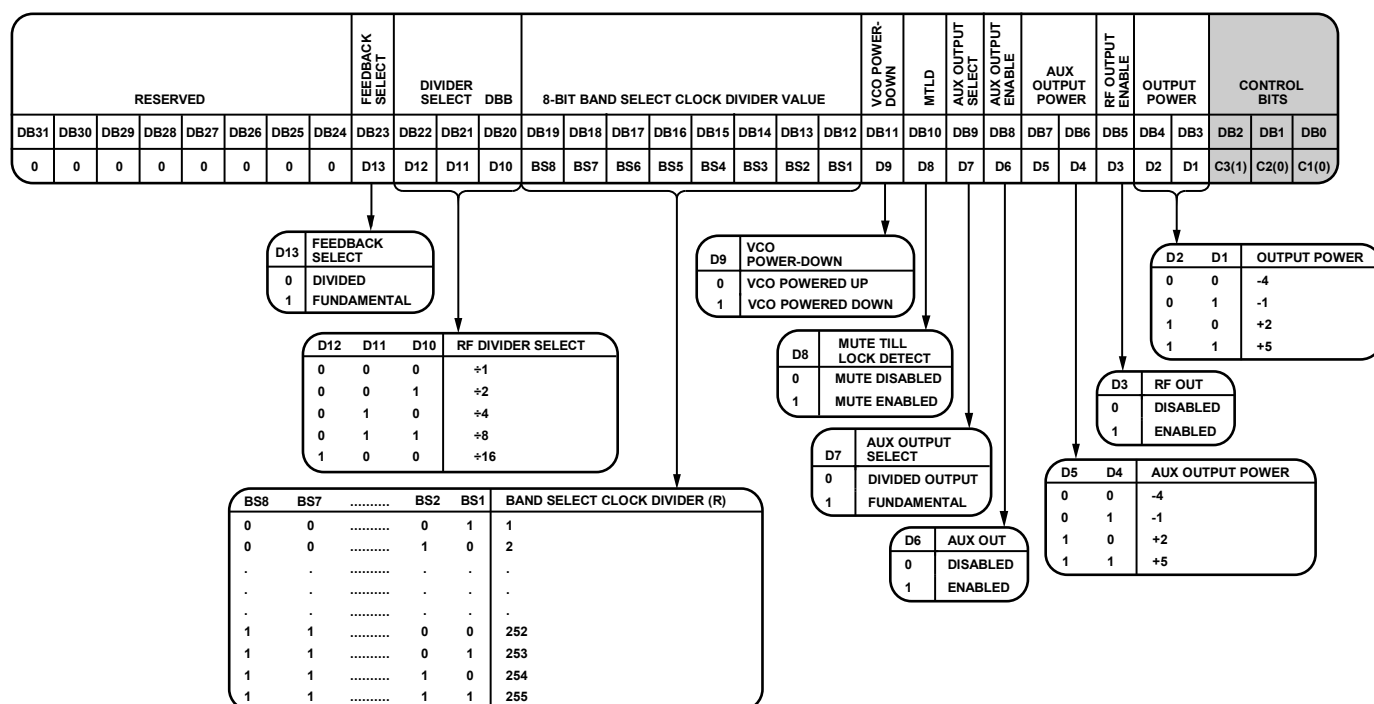 RESERVED
FEEDBACK
SELECT
DIVIDER
SELECT DBB
8-BIT BAND SELECT CLOCK DIVIDER VALUE
VCO POWER-
DOWN
MTLD
AUX OUTPUT
SELECT
AUX OUTPUT
ENABLE
AUX
OUTPUT
POWER
RF OUTPUT
ENABLE
OUTPUT
POWER
CONTROL
BITS
DB31 DB30 DB29 DB28 DB27 DB26 DB25 DB24 DB23 DB22 DB21 DB20 DB19 DB18 DB17 DB16 DB15 DB14 DB13 DB12 DB11 DB10 DB9 DB8 DB7 DB6 DB5 DB4 DB3 DB2 DB1 DB0
0 0 0 0 0 0 0 0 D13 D12 D11 D10 BS8 BS7 BS6 BS5 BS4 BS3 BS2 BS1 D9 D8 D7 D6 D5 D4 D3 D2 D1 C3(1) C2(0) C1(0)
D13 FEEDBACK
SELECT
0 DIVIDED
1 FUNDAMENTAL
D12 D11 D10 RF DIVIDER SELECT
0 0 0 ÷1
0 0 1 ÷2
0 1 0 ÷4
0 1 1 ÷8
1 0 0 ÷16
BS8 BS7 .......... BS2 BS1 BAND SELECT CLOCK DIVIDER (R)
0 0 .......... 0 1 1
0 0 .......... 1 0 2
. . .......... . . .
. . .......... . . .
. . .......... . . .
1 1 .......... 0 0 252
1 1 .......... 0 1 253
1 1 .......... 1 0 254
1 1 .......... 1 1 255
D9 VCO
POWER-DOWN
0 VCO POWERED UP
1 VCO POWERED DOWN
D8 MUTE TILL
LOCK DETECT
0 MUTE DISABLED
1 MUTE ENABLED
D7 AUX OUTPUT
SELECT
0 DIVIDED OUTPUT
1 FUNDAMENTAL
D6 AUX OUT
0 DISABLED
1 ENABLED
D2 D1 OUTPUT POWER
0 0 -4
0 1 -1
1 0 +2
1 1 +5
D3 RF OUT
0 DISABLED
1 ENABLED
D5 D4 AUX OUTPUT POWER
0 0 -4
0 1 -1
1 0 +2
1 1 +5